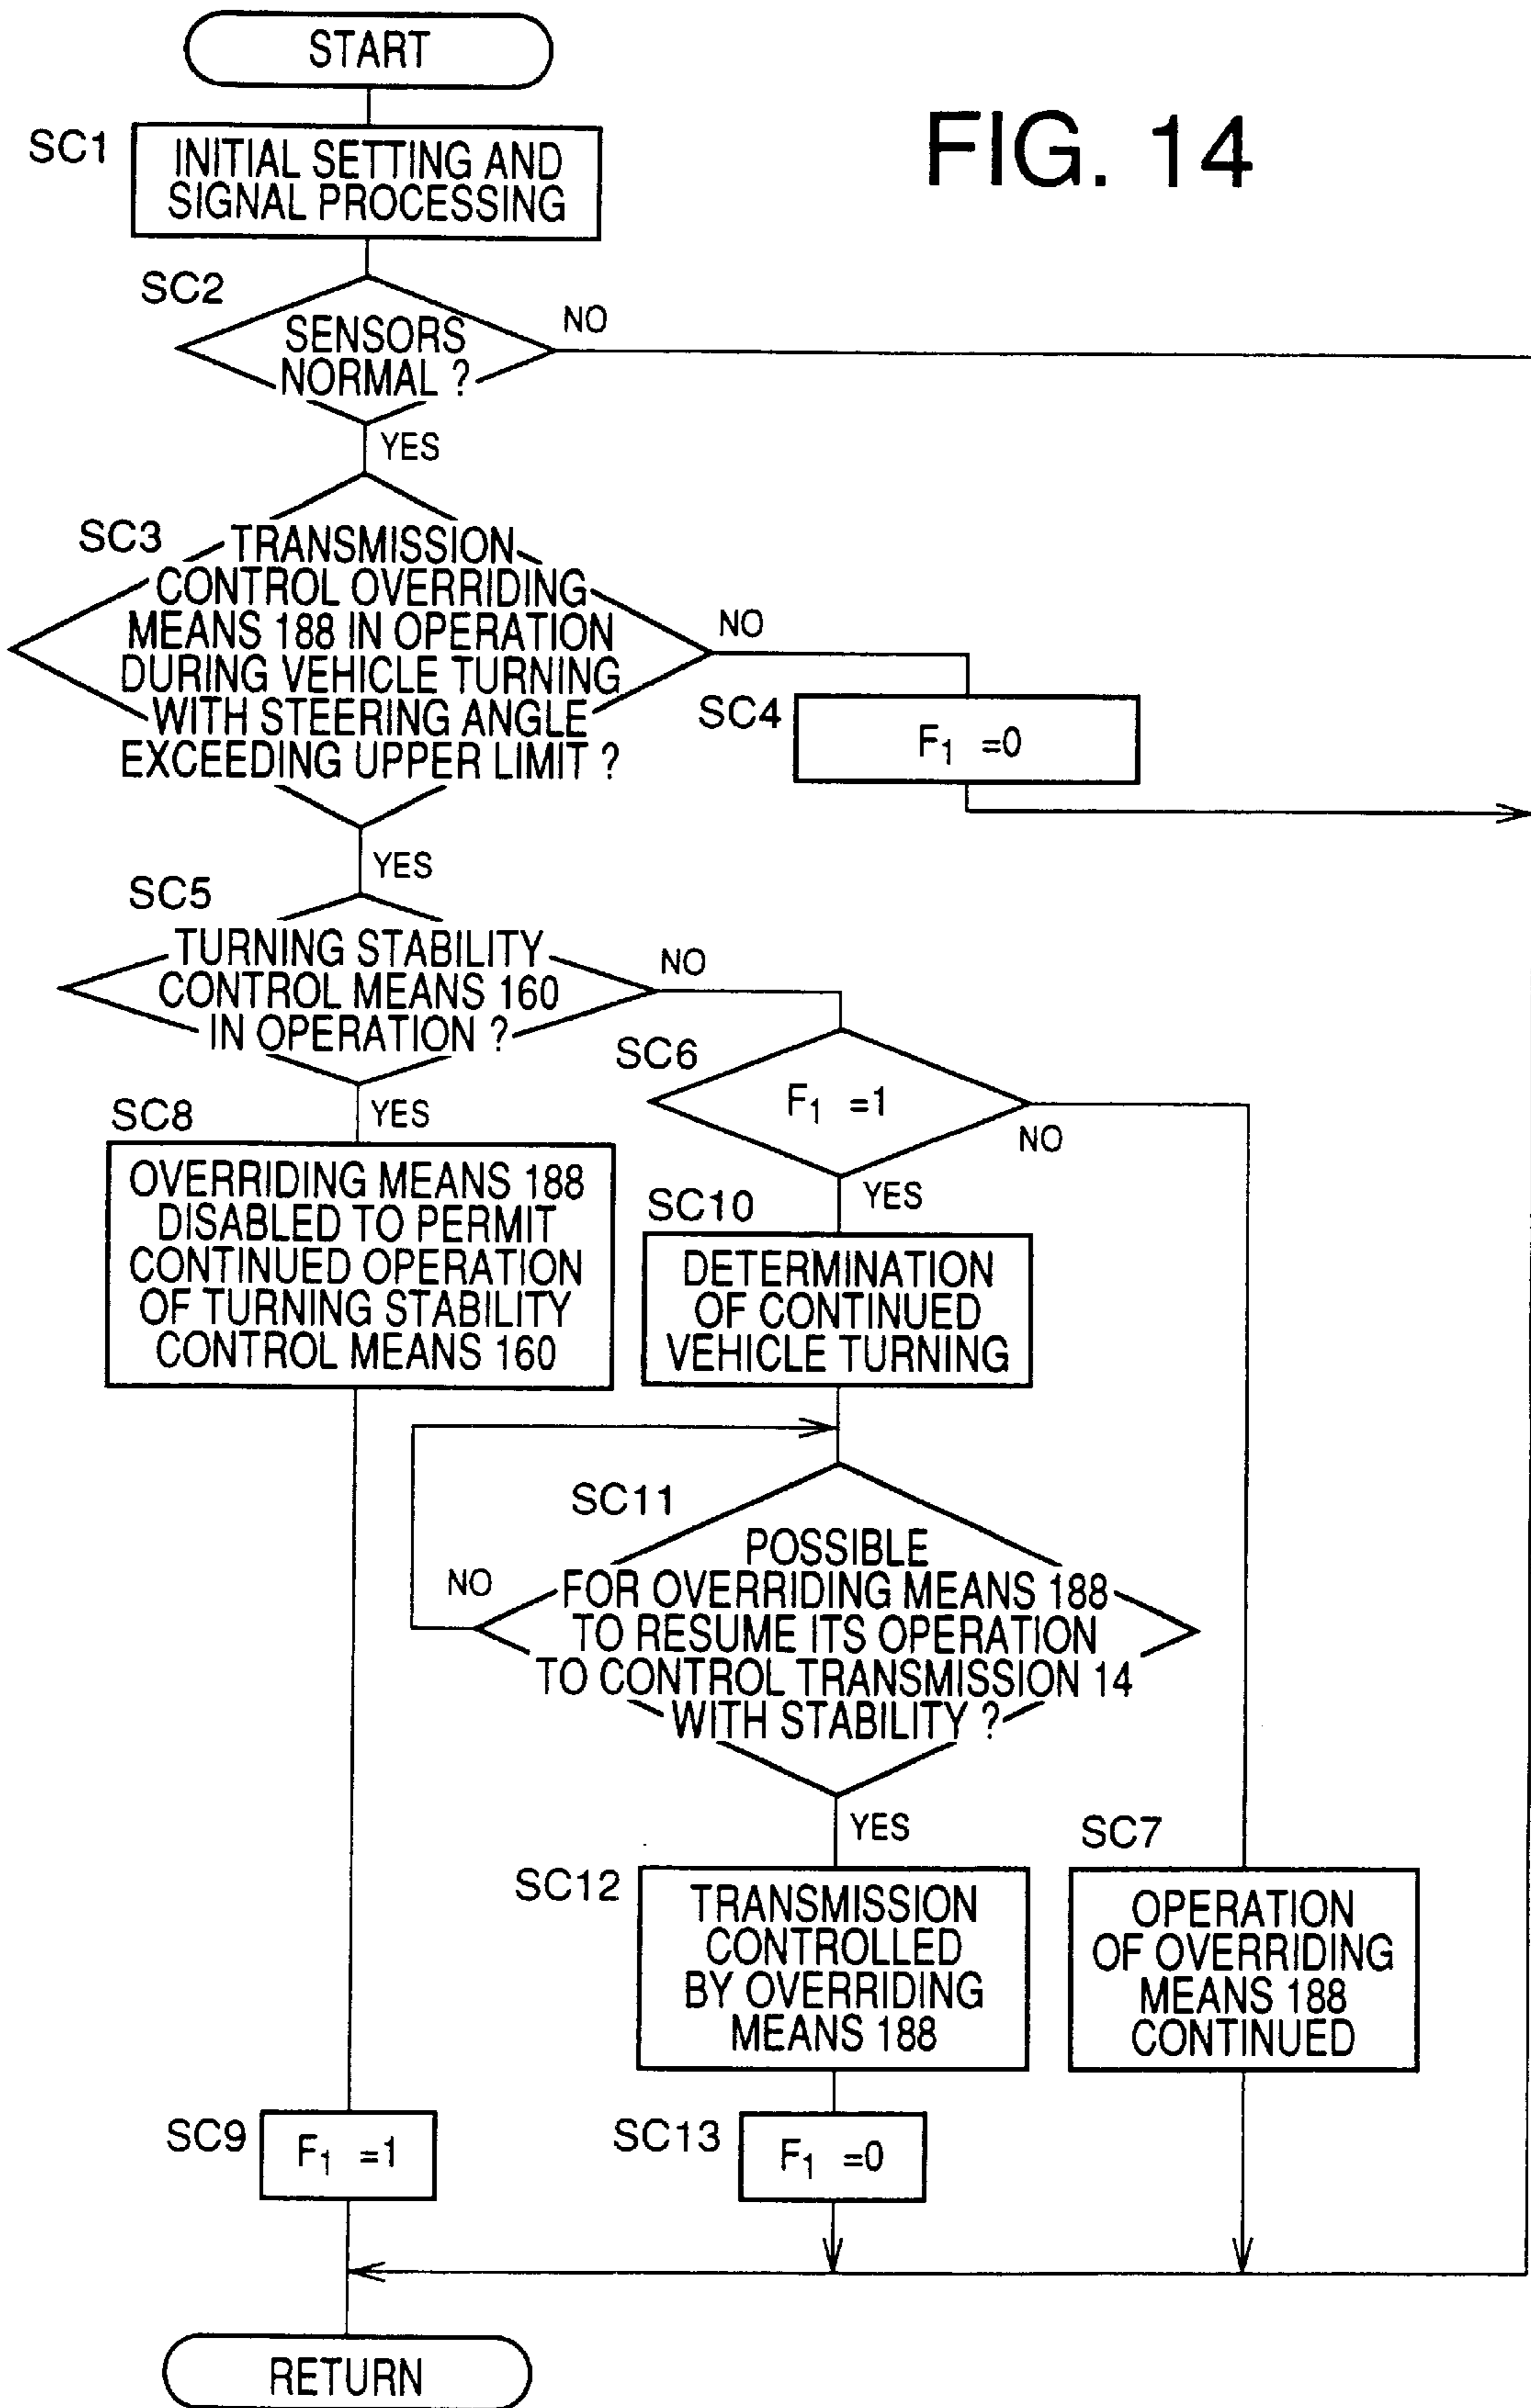 START
FIG. 14
SC1
INITIAL SETTING AND
SIGNAL PROCESSING
SC2
SENSORS
NORMAL ?
NO
YES
SC3
TRANSMISSION
CONTROL OVERRIDING
MEANS 188 IN OPERATION
DURING VEHICLE TURNING
WITH STEERING ANGLE
EXCEEDING UPPER LIMIT ?
NO
SC4
F₁ =0
YES
SC5
TURNING STABILITY
CONTROL MEANS 160
IN OPERATION ?
NO
SC6
F₁ =1
NO
YES
SC8
YES
OVERRIDING MEANS 188
DISABLED TO PERMIT
CONTINUED OPERATION
OF TURNING STABILITY
CONTROL MEANS 160
SC10
DETERMINATION
OF CONTINUED
VEHICLE TURNING
SC11
POSSIBLE
FOR OVERRIDING MEANS 188
TO RESUME ITS OPERATION
TO CONTROL TRANSMISSION 14
WITH STABILITY ?
NO
YES
SC12
TRANSMISSION
CONTROLLED
BY OVERRIDING
MEANS 188
SC7
OPERATION
OF OVERRIDING
MEANS 188
CONTINUED
SC9
F₁ =1
SC13
F₁ =0
RETURN